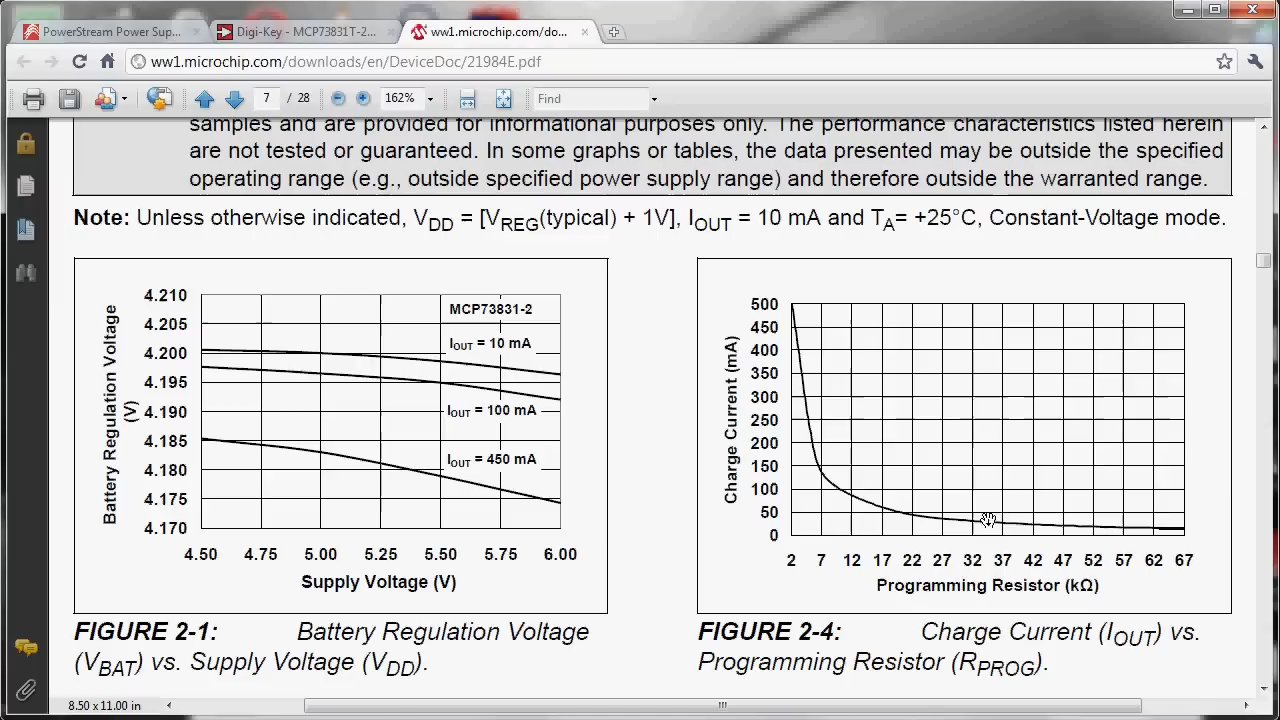 PowerStream Power Sup...
Digi-Key - MCP73831T-2...
ww1.microchip.com/do...
ww1.microchip.com/downloads/en/DeviceDoc/21984E.pdf
7 / 28
162%
Find
samples and are provided for informational purposes only. The performance characteristics listed herein
are not tested or guaranteed. In some graphs or tables, the data presented may be outside the specified
operating range (e.g., outside specified power supply range) and therefore outside the warranted range.
Note: Unless otherwise indicated, VDD = [VREG(typical) + 1V], IOUT = 10 mA and TA= +25°C, Constant-Voltage mode.
Battery Regulation Voltage
(V)
4.210
4.205
4.200
4.195
4.190
4.185
4.180
4.175
4.170
MCP73831-2
IOUT = 10 mA
IOUT = 100 mA
IOUT = 450 mA
4.50 4.75 5.00 5.25 5.50 5.75 6.00
Supply Voltage (V)
FIGURE 2-1: Battery Regulation Voltage
(VBAT) vs. Supply Voltage (VDD).
Charge Current (mA)
500
450
400
350
300
250
200
150
100
50
0
2 7 12 17 22 27 32 37 42 47 52 57 62 67
Programming Resistor (kΩ)
FIGURE 2-4: Charge Current (IOUT) vs.
Programming Resistor (RPROG).
8.50 x 11.00 in